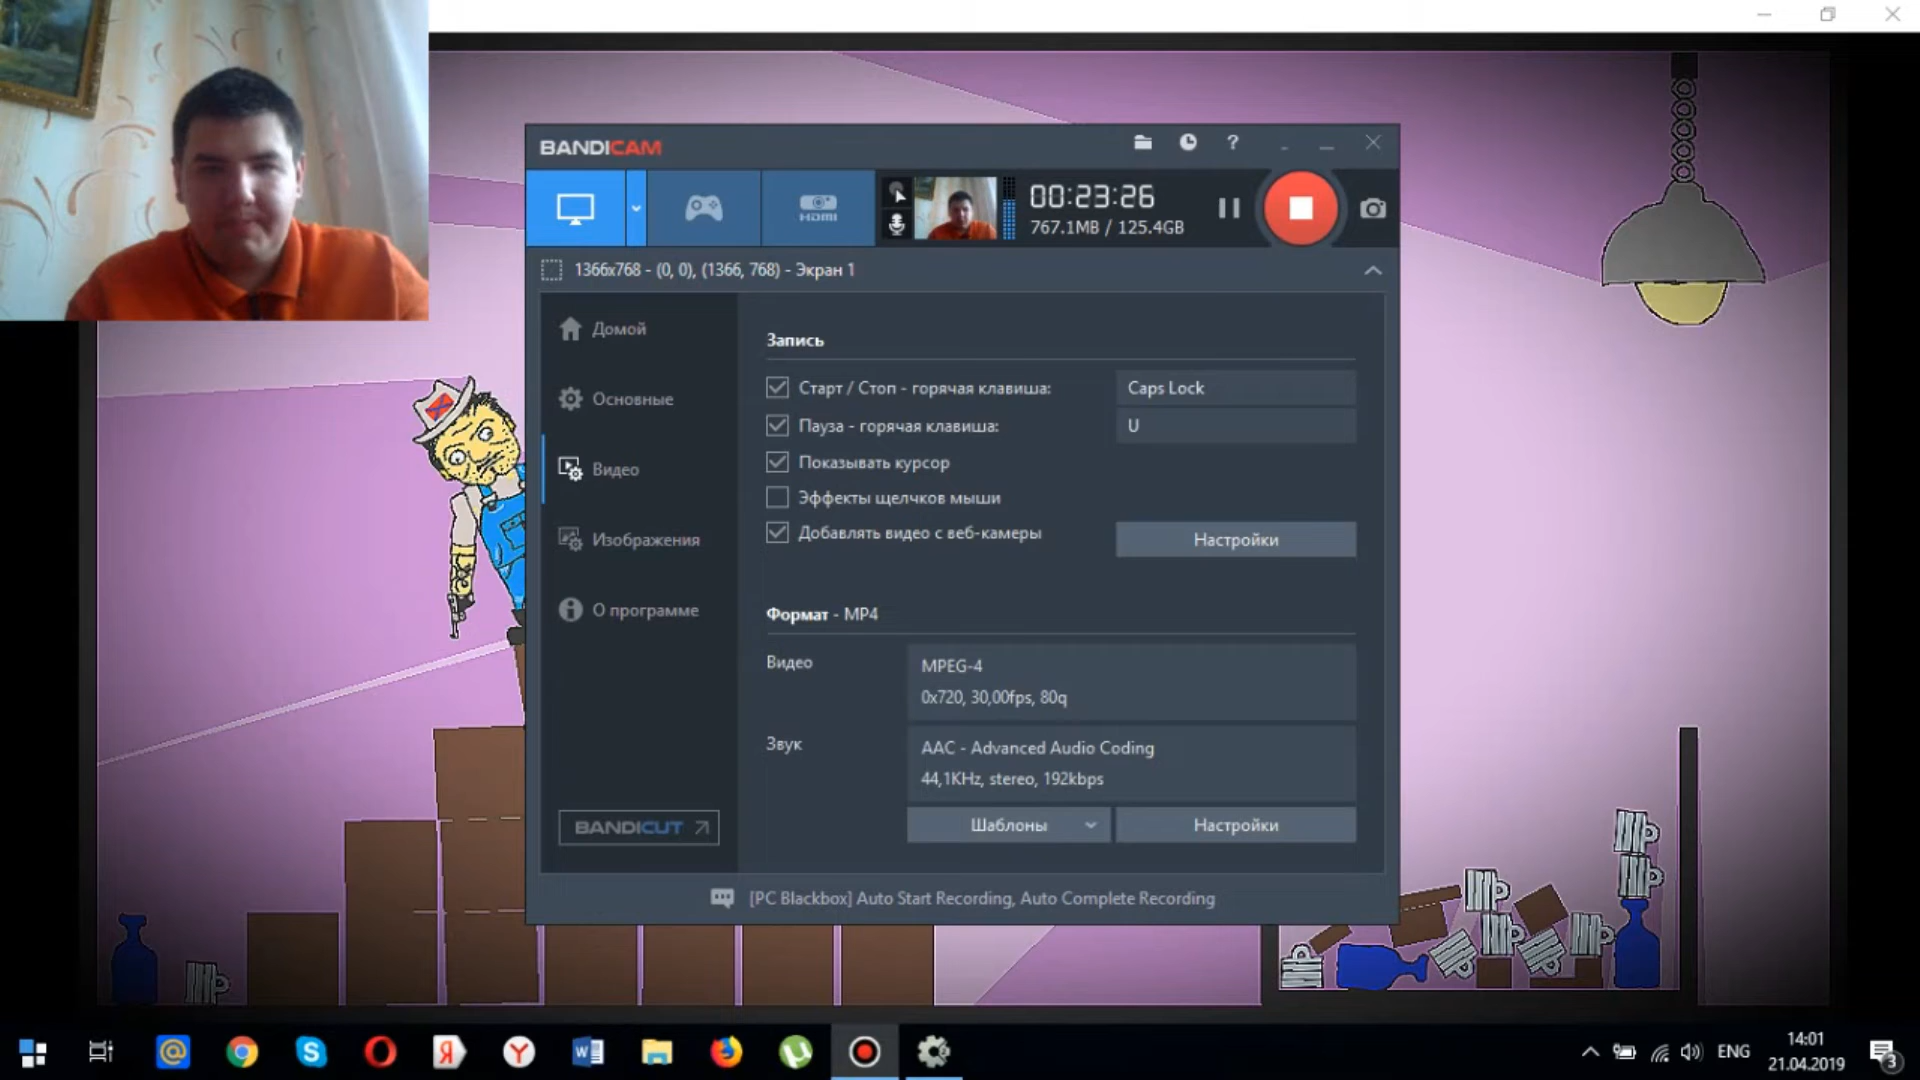 BANDICAM
?
HDMI
00:23:26
767.1MB / 125.4GB
1366x768 - (0, 0), (1366, 768) - Экран 1
Домой
Основные
Видео
Изображения
О программе
BANDICUT
Запись
Старт / Стоп - горячая клавиша:
Caps Lock
Пауза - горячая клавиша:
U
Показывать курсор
Эффекты щелчков мыши
Добавлять видео с веб-камеры
Настройки
Формат - MP4
Видео
MPEG-4
0x720, 30,00fps, 80q
Звук
AAC - Advanced Audio Coding
44,1KHz, stereo, 192kbps
Шаблоны
Настройки
[PC Blackbox] Auto Start Recording, Auto Complete Recording
ENG
14:01
21.04.2019
3